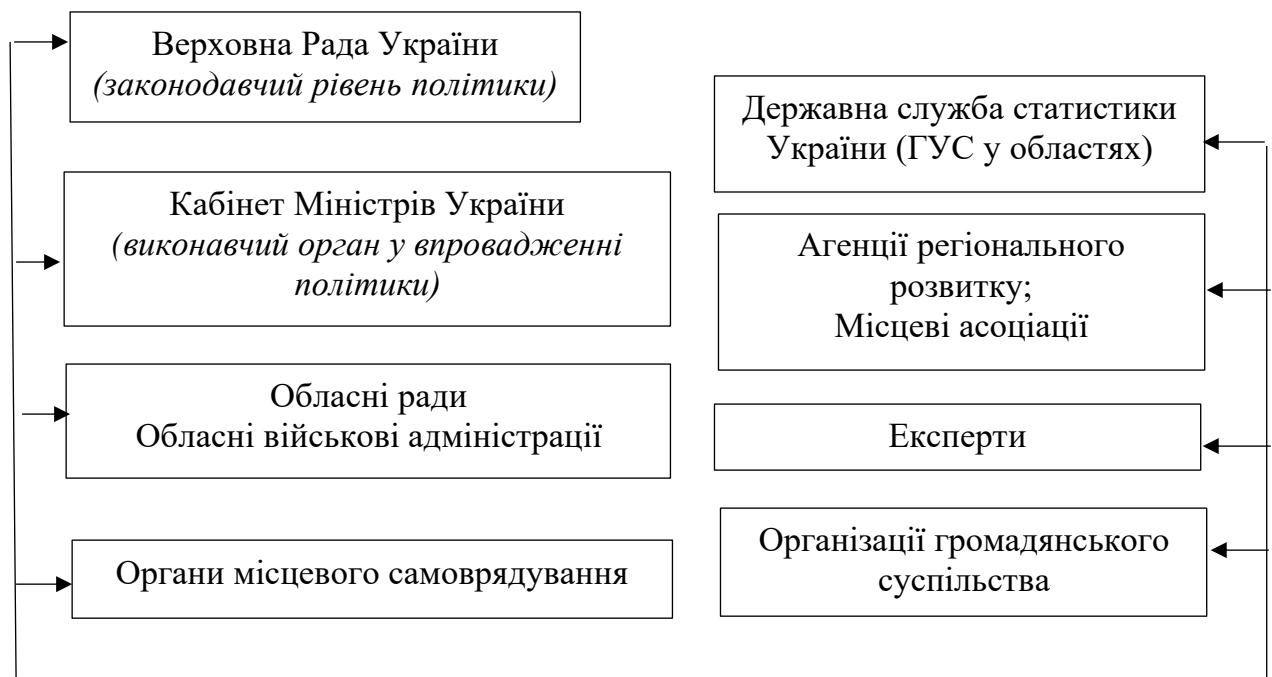 Верховна Рада України
(законодавчий рівень політики)
Кабінет Міністрів України
(виконавчий орган у впровадженні
політики)
Обласні ради
Обласні військові адміністрації
Органи місцевого самоврядування
Державна служба статистики
України (ГУС у областях)
Агенції регіонального
розвитку;
Місцеві асоціації
Експерти
Організації громадянського
суспільства